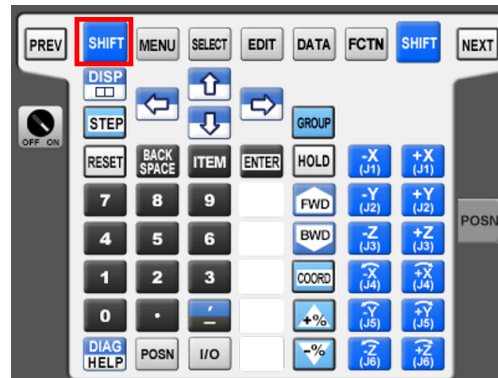 PREV SHIFT MENU SELECT EDIT DATA FCTN SHIFT NEXT
DISP
STEP GROUP
OFF ON
RESET BACK SPACE ITEM ENTER HOLD -X (J1) +X (J1)
7 8 9 FWD -Y (J2) +Y (J2)
POSN
4 5 6 BWD -Z (J3) +Z (J3)
1 2 3 COORD -X (J4) +X (J4)
0 . , - +% -Y (J5) +Y (J5)
DIAG HELP POSN I/O -% -Z (J6) +Z (J6)